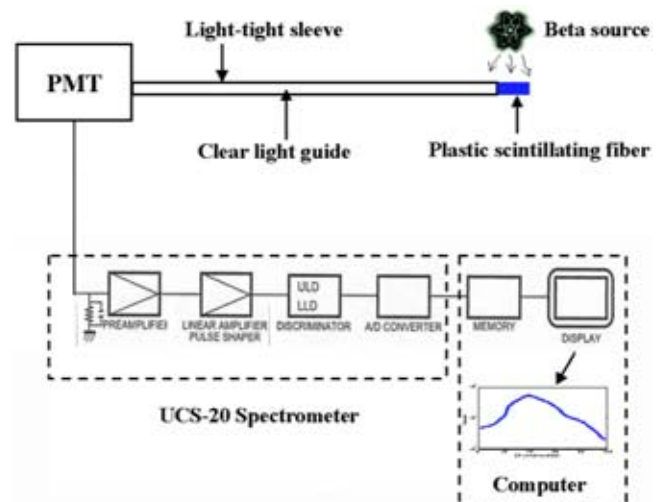 Light-tight sleeve
Beta source
PMT
Clear light guide
Plastic scintillating fiber
ULD
LLD
PREAMPLIFIE
LINEAR AMPLIFIER
PULSE SHAPER
DISCRIMINATOR
A/D CONVERTER
MEMORY
DISPLAY
UCS-20 Spectrometer
Computer